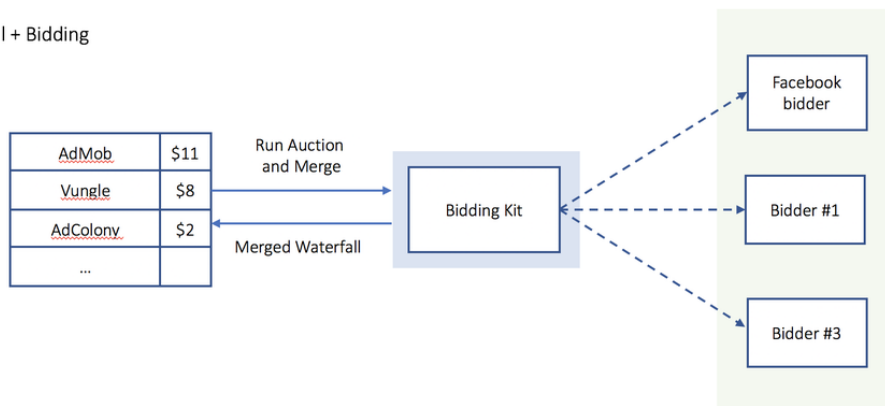 l + Bidding
Facebook
bidder
AdMob $11
Run Auction
and Merge
Vungle $8
Bidding Kit
Bidder #1
AdColony $2
Merged Waterfall
...
Bidder #3